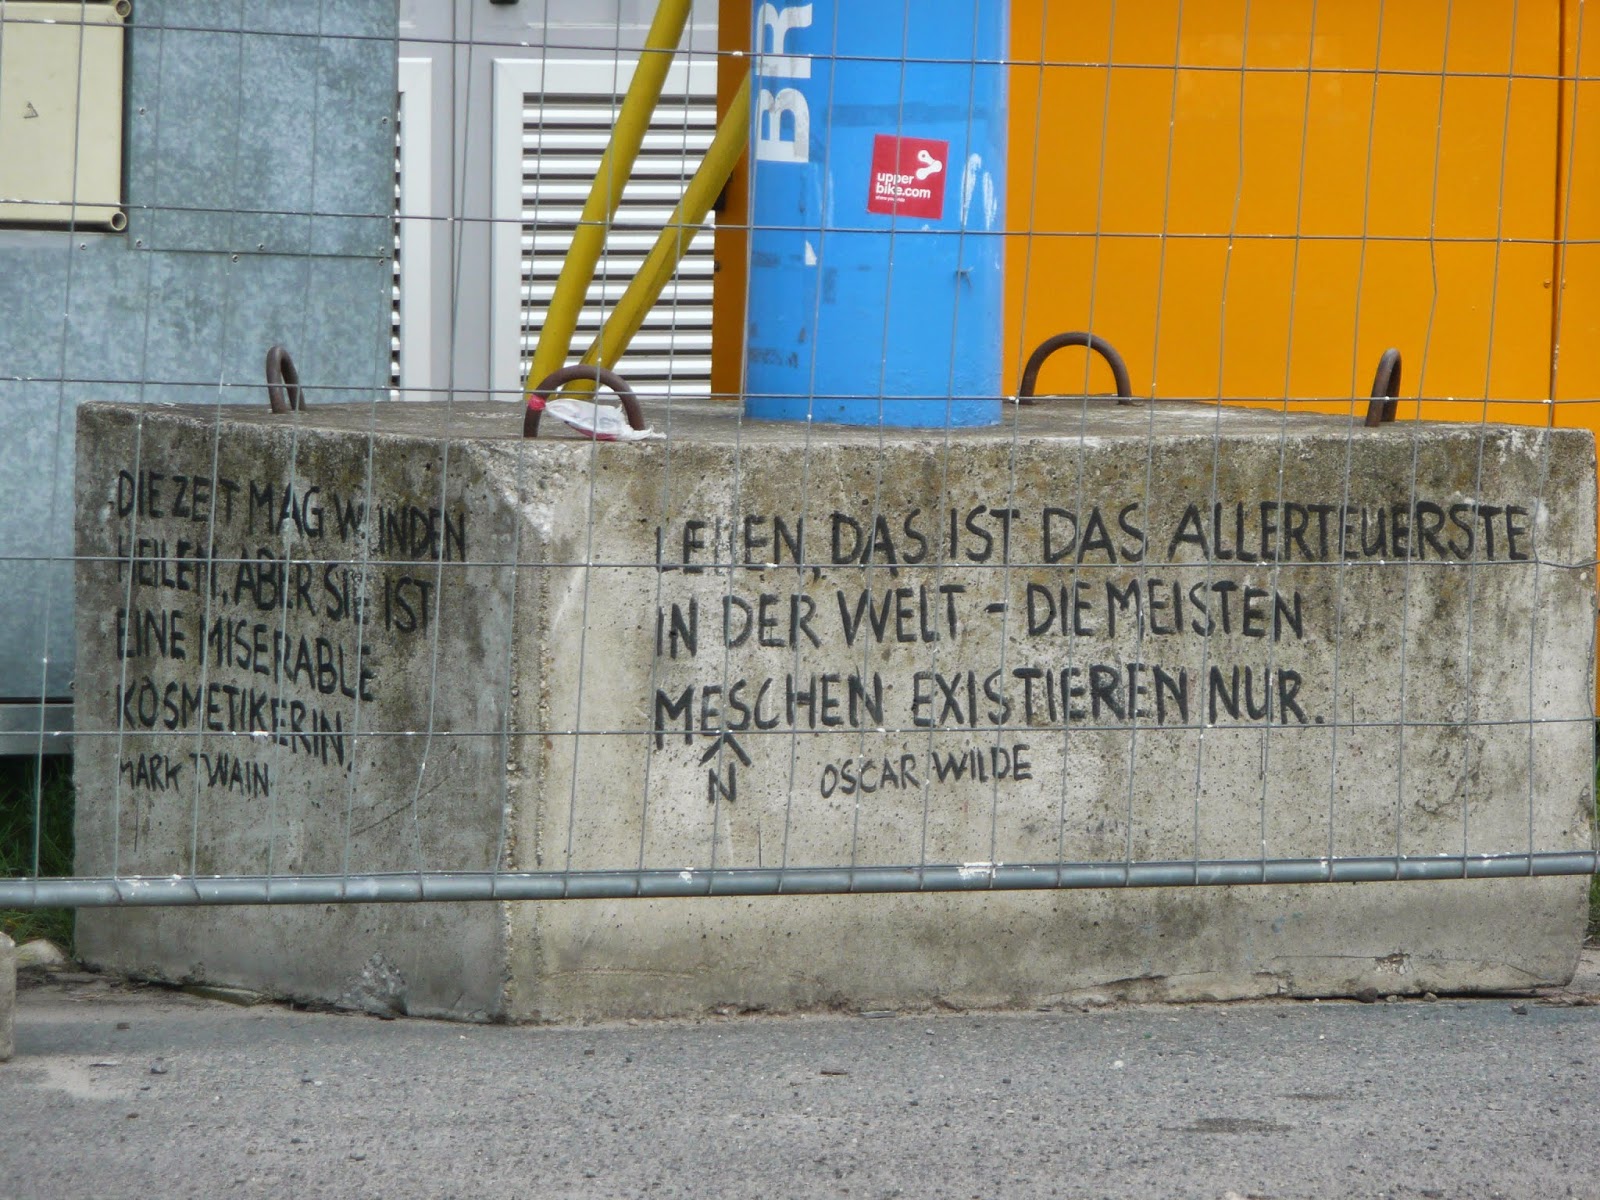 BR
upper
bike.com
DIE ZEIT MAG WUNDEN
HEILEN, ABER SIE IST
EINE MISERABLE
KOSMETIKERIN.
MARK TWAIN
LEBEN, DAS IST DAS ALLERTEUERSTE
IN DER WELT - DIE MEISTEN
MESCHEN EXISTIEREN NUR.
N
OSCAR WILDE